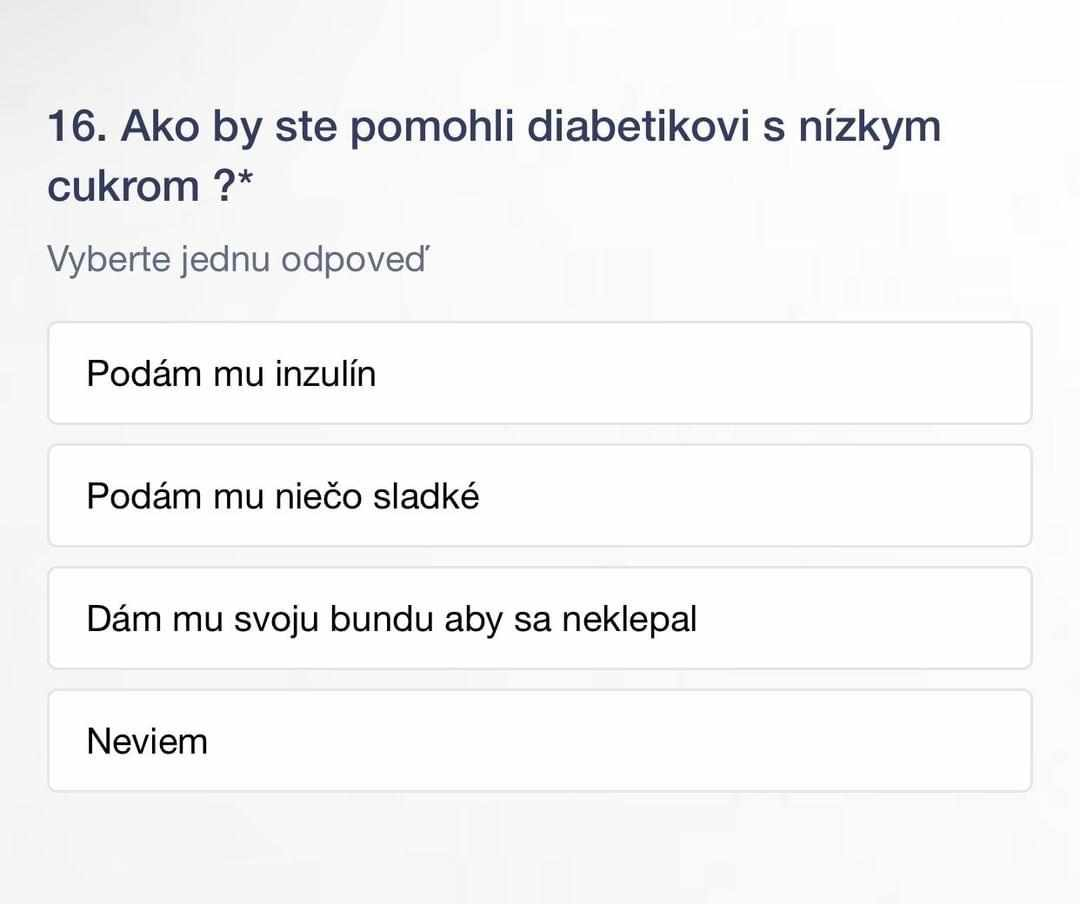 16. Ako by ste pomohli diabetikovi s nízkym
cukrom ?*
Vyberte jednu odpoveď
Podám mu inzulín
Podám mu niečo sladké
Dám mu svoju bundu aby sa neklepal
Neviem